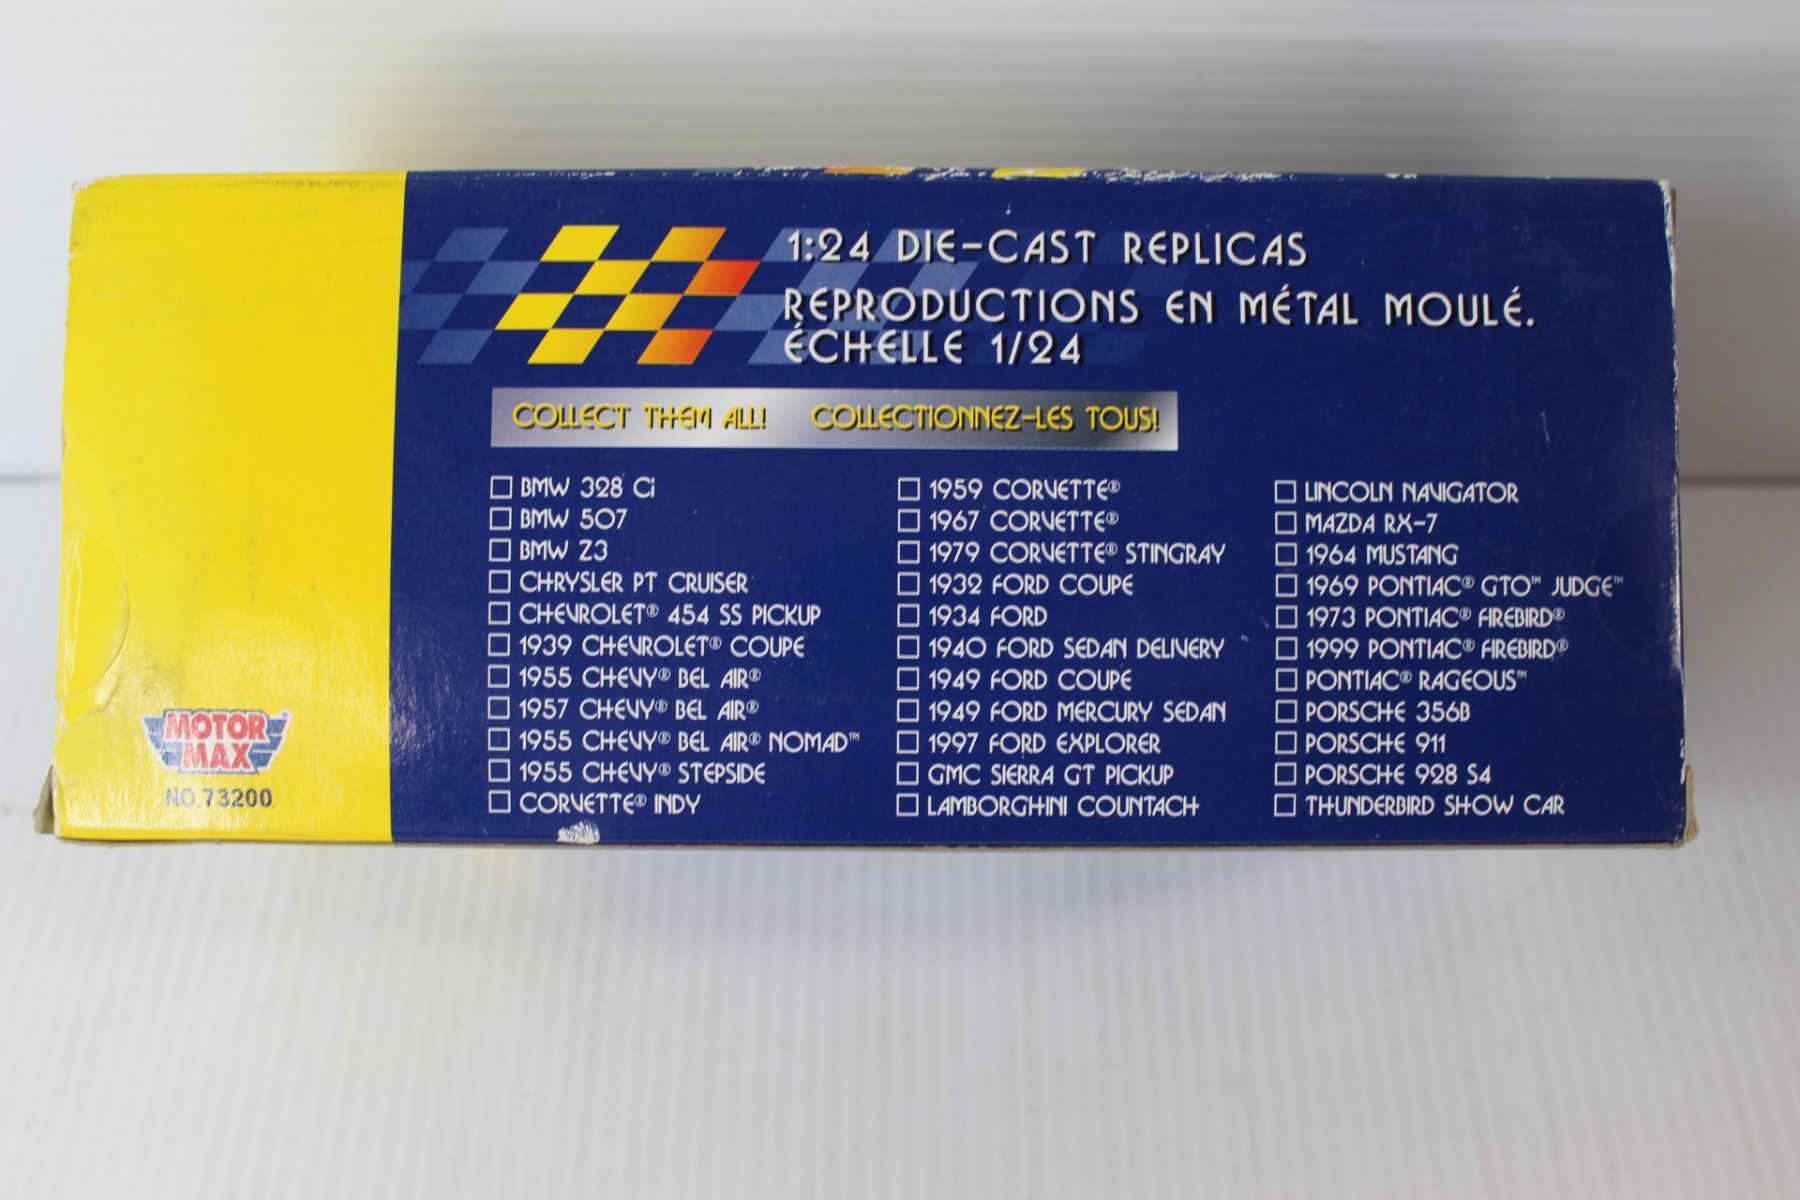 1:24 DIE-CAST REPLICAS
REPRODUCTIONS EN MÉTAL MOULÉ.
ÉCHELLE 1/24
COLLECT THEM ALL! COLLECTIONNEZ-LES TOUS!
BMW 328 Ci
BMW 507
BMW Z3
CHRYSLER PT CRUISER
CHEVROLET® 454 SS PICKUP
1939 CHEVROLET® COUPE
1955 CHEVY® BEL AIR®
1957 CHEVY® BEL AIR®
1955 CHEVY® BEL AIR® NOMAD™
1955 CHEVY® STEPSIDE
CORVETTE® INDY
1959 CORVETTE®
1967 CORVETTE®
1979 CORVETTE® STINGRAY
1932 FORD COUPE
1934 FORD
1940 FORD SEDAN DELIVERY
1949 FORD COUPE
1949 FORD MERCURY SEDAN
1997 FORD EXPLORER
GMC SIERRA GT PICKUP
LAMBORGHINI COUNTACH
LINCOLN NAVIGATOR
MAZDA RX-7
1964 MUSTANG
1969 PONTIAC® GTO™ JUDGE™
1973 PONTIAC® FIREBIRD®
1999 PONTIAC® FIREBIRD®
PONTIAC® RAGEOUS™
PORSCHE 356B
PORSCHE 911
PORSCHE 928 S4
THUNDERBIRD SHOW CAR
MOTOR
MAX
NO.73200